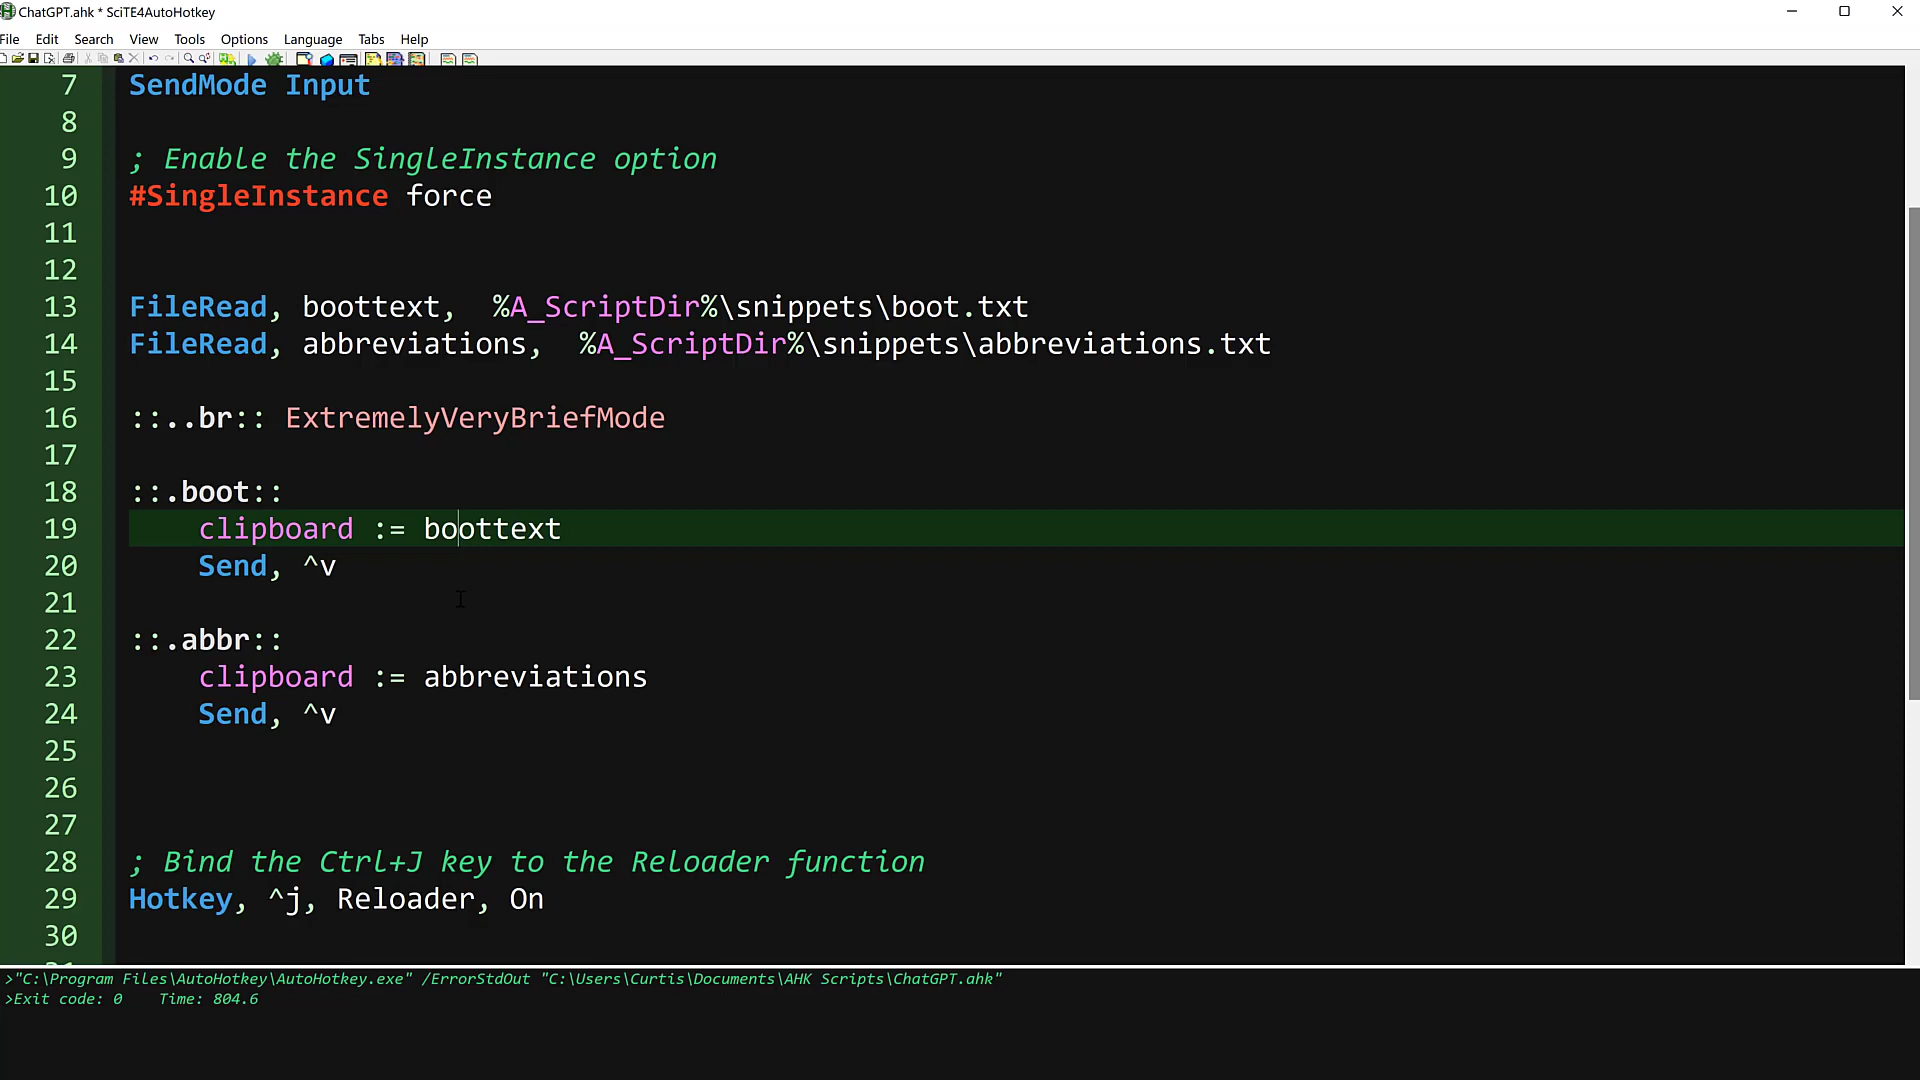 ChatGPT.ahk * SciTE4AutoHotkey
File Edit Search View Tools Options Language Tabs Help
7 SendMode Input
8
9 ; Enable the SingleInstance option
10 #SingleInstance force
11
12
13 FileRead, boottext,  %A_ScriptDir%\snippets\boot.txt
14 FileRead, abbreviations,  %A_ScriptDir%\snippets\abbreviations.txt
15
16 ::..br:: ExtremelyVeryBriefMode
17
18 ::.boot::
19 clipboard := boottext
20 Send, ^v
21
22 ::.abbr::
23 clipboard := abbreviations
24 Send, ^v
25
26
27
28 ; Bind the Ctrl+J key to the Reloader function
29 Hotkey, ^j, Reloader, On
30
>"C:\Program Files\AutoHotkey\AutoHotkey.exe" /ErrorStdOut "C:\Users\Curtis\Documents\AHK Scripts\ChatGPT.ahk"
>Exit code: 0    Time: 804.6